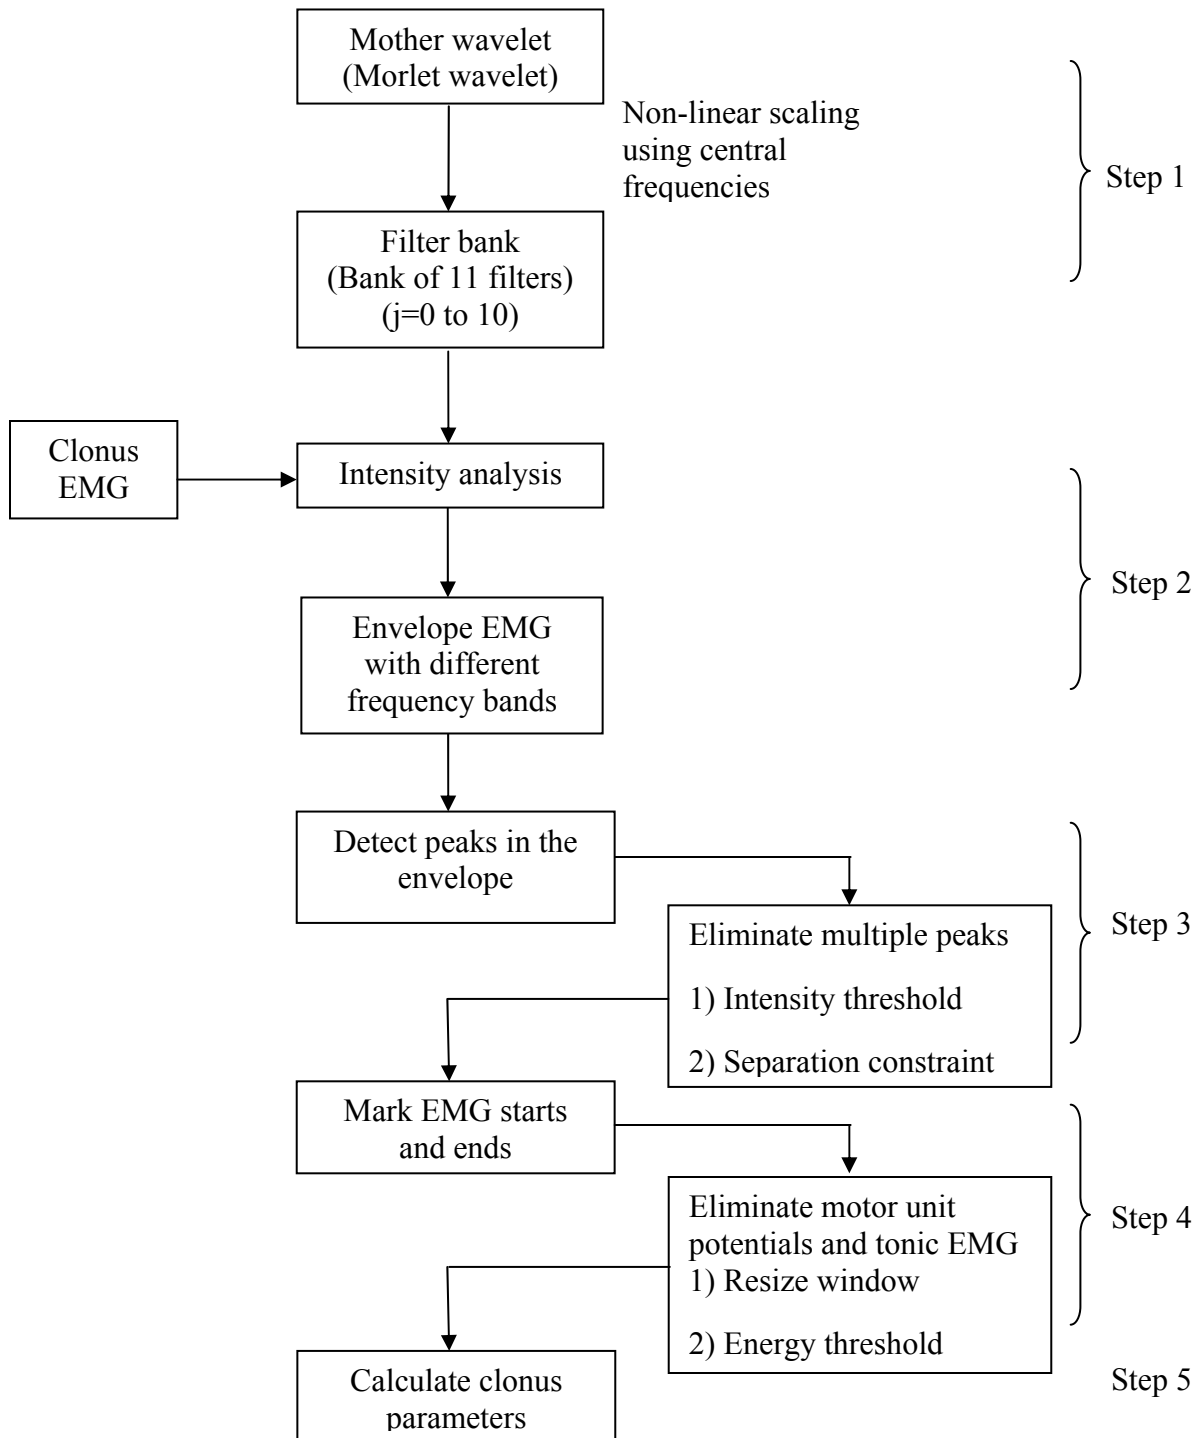 Mother wavelet
(Morlet wavelet)
Non-linear scaling
using central
frequencies
Step 1
Filter bank
(Bank of 11 filters)
(j=0 to 10)
Clonus
EMG
Intensity analysis
Step 2
Envelope EMG
with different
frequency bands
Detect peaks in the
envelope
Step 3
Eliminate multiple peaks
1) Intensity threshold
2) Separation constraint
Mark EMG starts
and ends
Step 4
Eliminate motor unit
potentials and tonic EMG
1) Resize window
2) Energy threshold
Step 5
Calculate clonus
parameters